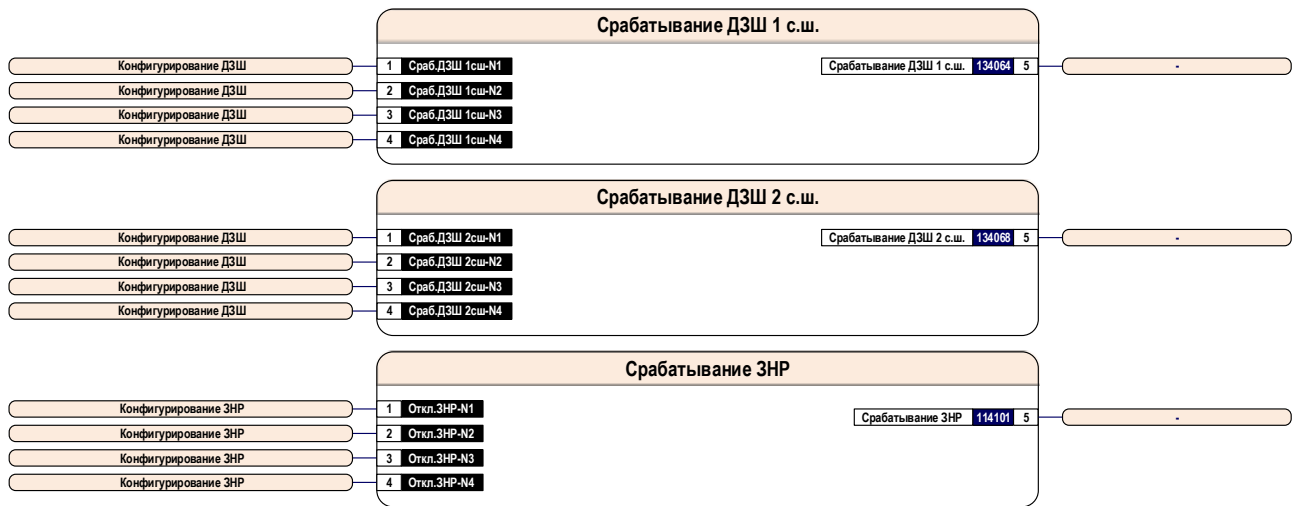 Срабатывание ДЗШ 1 с.ш.
Конфигурирование ДЗШ 1 Сраб.ДЗШ 1сш-N1 Срабатывание ДЗШ 1 с.ш. 134064 5 -
Конфигурирование ДЗШ 2 Сраб.ДЗШ 1сш-N2
Конфигурирование ДЗШ 3 Сраб.ДЗШ 1сш-N3
Конфигурирование ДЗШ 4 Сраб.ДЗШ 1сш-N4
Срабатывание ДЗШ 2 с.ш.
Конфигурирование ДЗШ 1 Сраб.ДЗШ 2сш-N1 Срабатывание ДЗШ 2 с.ш. 134068 5 -
Конфигурирование ДЗШ 2 Сраб.ДЗШ 2сш-N2
Конфигурирование ДЗШ 3 Сраб.ДЗШ 2сш-N3
Конфигурирование ДЗШ 4 Сраб.ДЗШ 2сш-N4
Срабатывание ЗНР
Конфигурирование ЗНР 1 Откл.ЗНР-N1 Срабатывание ЗНР 114101 5 -
Конфигурирование ЗНР 2 Откл.ЗНР-N2
Конфигурирование ЗНР 3 Откл.ЗНР-N3
Конфигурирование ЗНР 4 Откл.ЗНР-N4